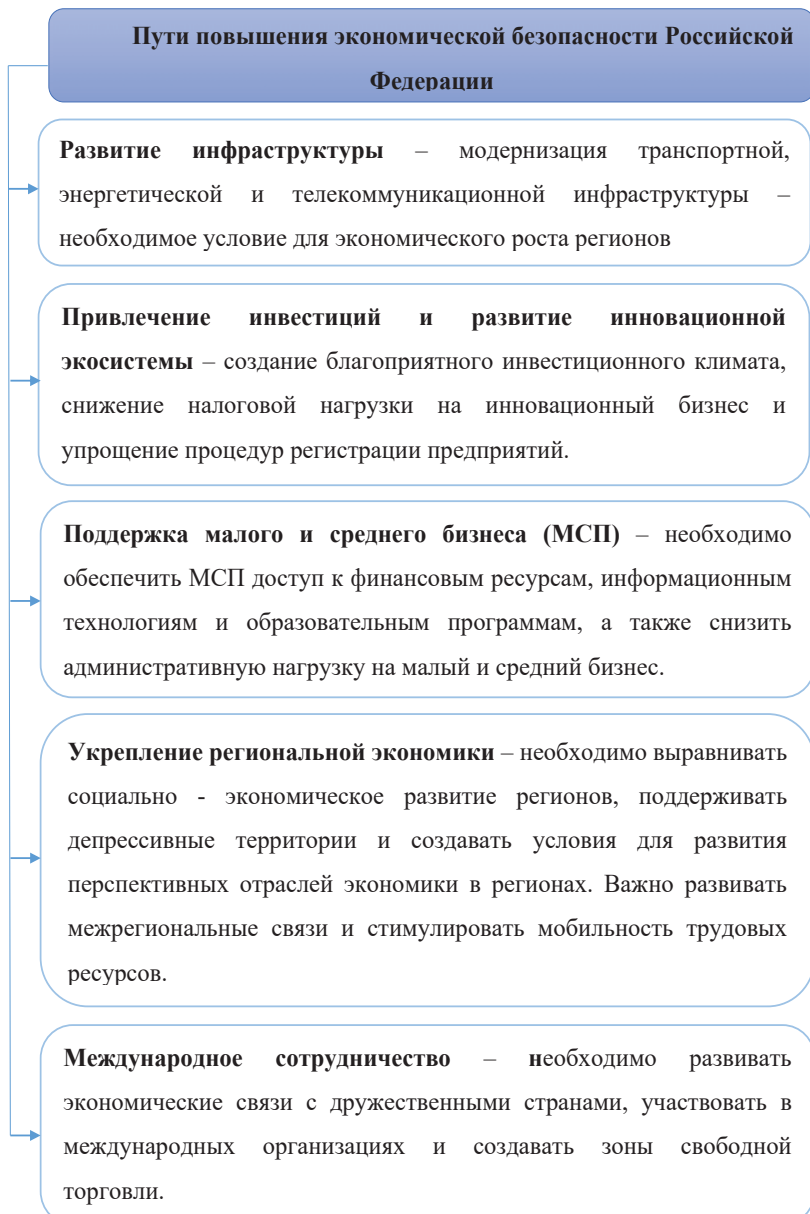 Пути повышения экономической безопасности Российской
Федерации
Развитие инфраструктуры – модернизация транспортной,
энергетической и телекоммуникационной инфраструктуры –
необходимое условие для экономического роста регионов
Привлечение инвестиций и развитие инновационной
экосистемы – создание благоприятного инвестиционного климата,
снижение налоговой нагрузки на инновационный бизнес и
упрощение процедур регистрации предприятий.
Поддержка малого и среднего бизнеса (МСП) – необходимо
обеспечить МСП доступ к финансовым ресурсам, информационным
технологиям и образовательным программам, а также снизить
административную нагрузку на малый и средний бизнес.
Укрепление региональной экономики – необходимо выравнивать
социально - экономическое развитие регионов, поддерживать
депрессивные территории и создавать условия для развития
перспективных отраслей экономики в регионах. Важно развивать
межрегиональные связи и стимулировать мобильность трудовых
ресурсов.
Международное сотрудничество – необходимо развивать
экономические связи с дружественными странами, участвовать в
международных организациях и создавать зоны свободной
торговли.